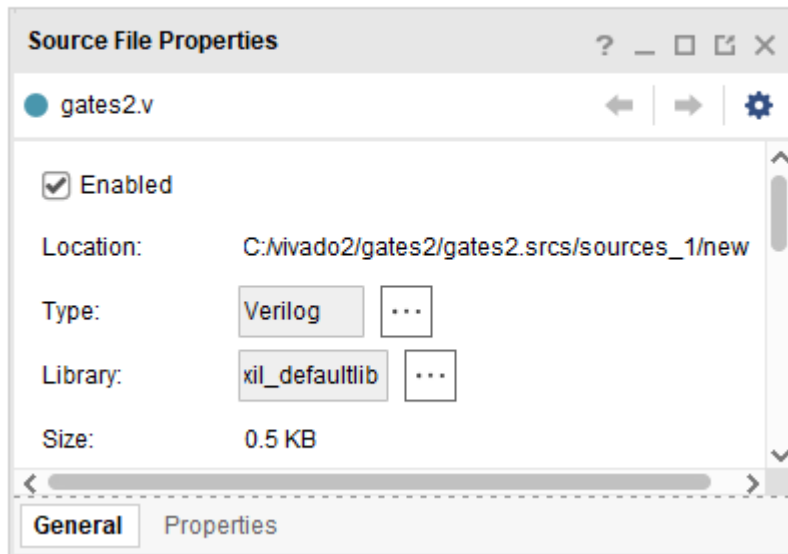 Source File Properties ?
gates2.v
Enabled
Location: C:/vivado2/gates2/gates2.srcs/sources_1/new
Type: Verilog ...
Library: xil_defaultlib ...
Size: 0.5 KB
General Properties